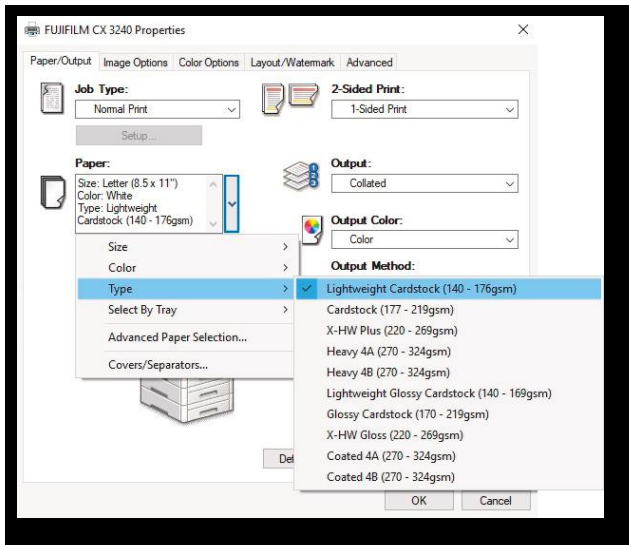 FUJIFILM CX 3240 Properties
Paper/Output Image Options Color Options Layout/Watermark Advanced
Job Type:
Normal Print
Setup...
2-Sided Print:
1-Sided Print
Paper:
Size: Letter (8.5 x 11")
Color: White
Type: Lightweight
Cardstock (140 - 176gsm)
Output:
Collated
Output Color:
Color
Output Method:
Size
Color
Type
Select By Tray
Advanced Paper Selection...
Covers/Separators...
Lightweight Cardstock (140 - 176gsm)
Cardstock (177 - 219gsm)
X-HW Plus (220 - 269gsm)
Heavy 4A (270 - 324gsm)
Heavy 4B (270 - 324gsm)
Lightweight Glossy Cardstock (140 - 169gsm)
Glossy Cardstock (170 - 219gsm)
X-HW Gloss (220 - 269gsm)
Coated 4A (270 - 324gsm)
Coated 4B (270 - 324gsm)
OK Cancel